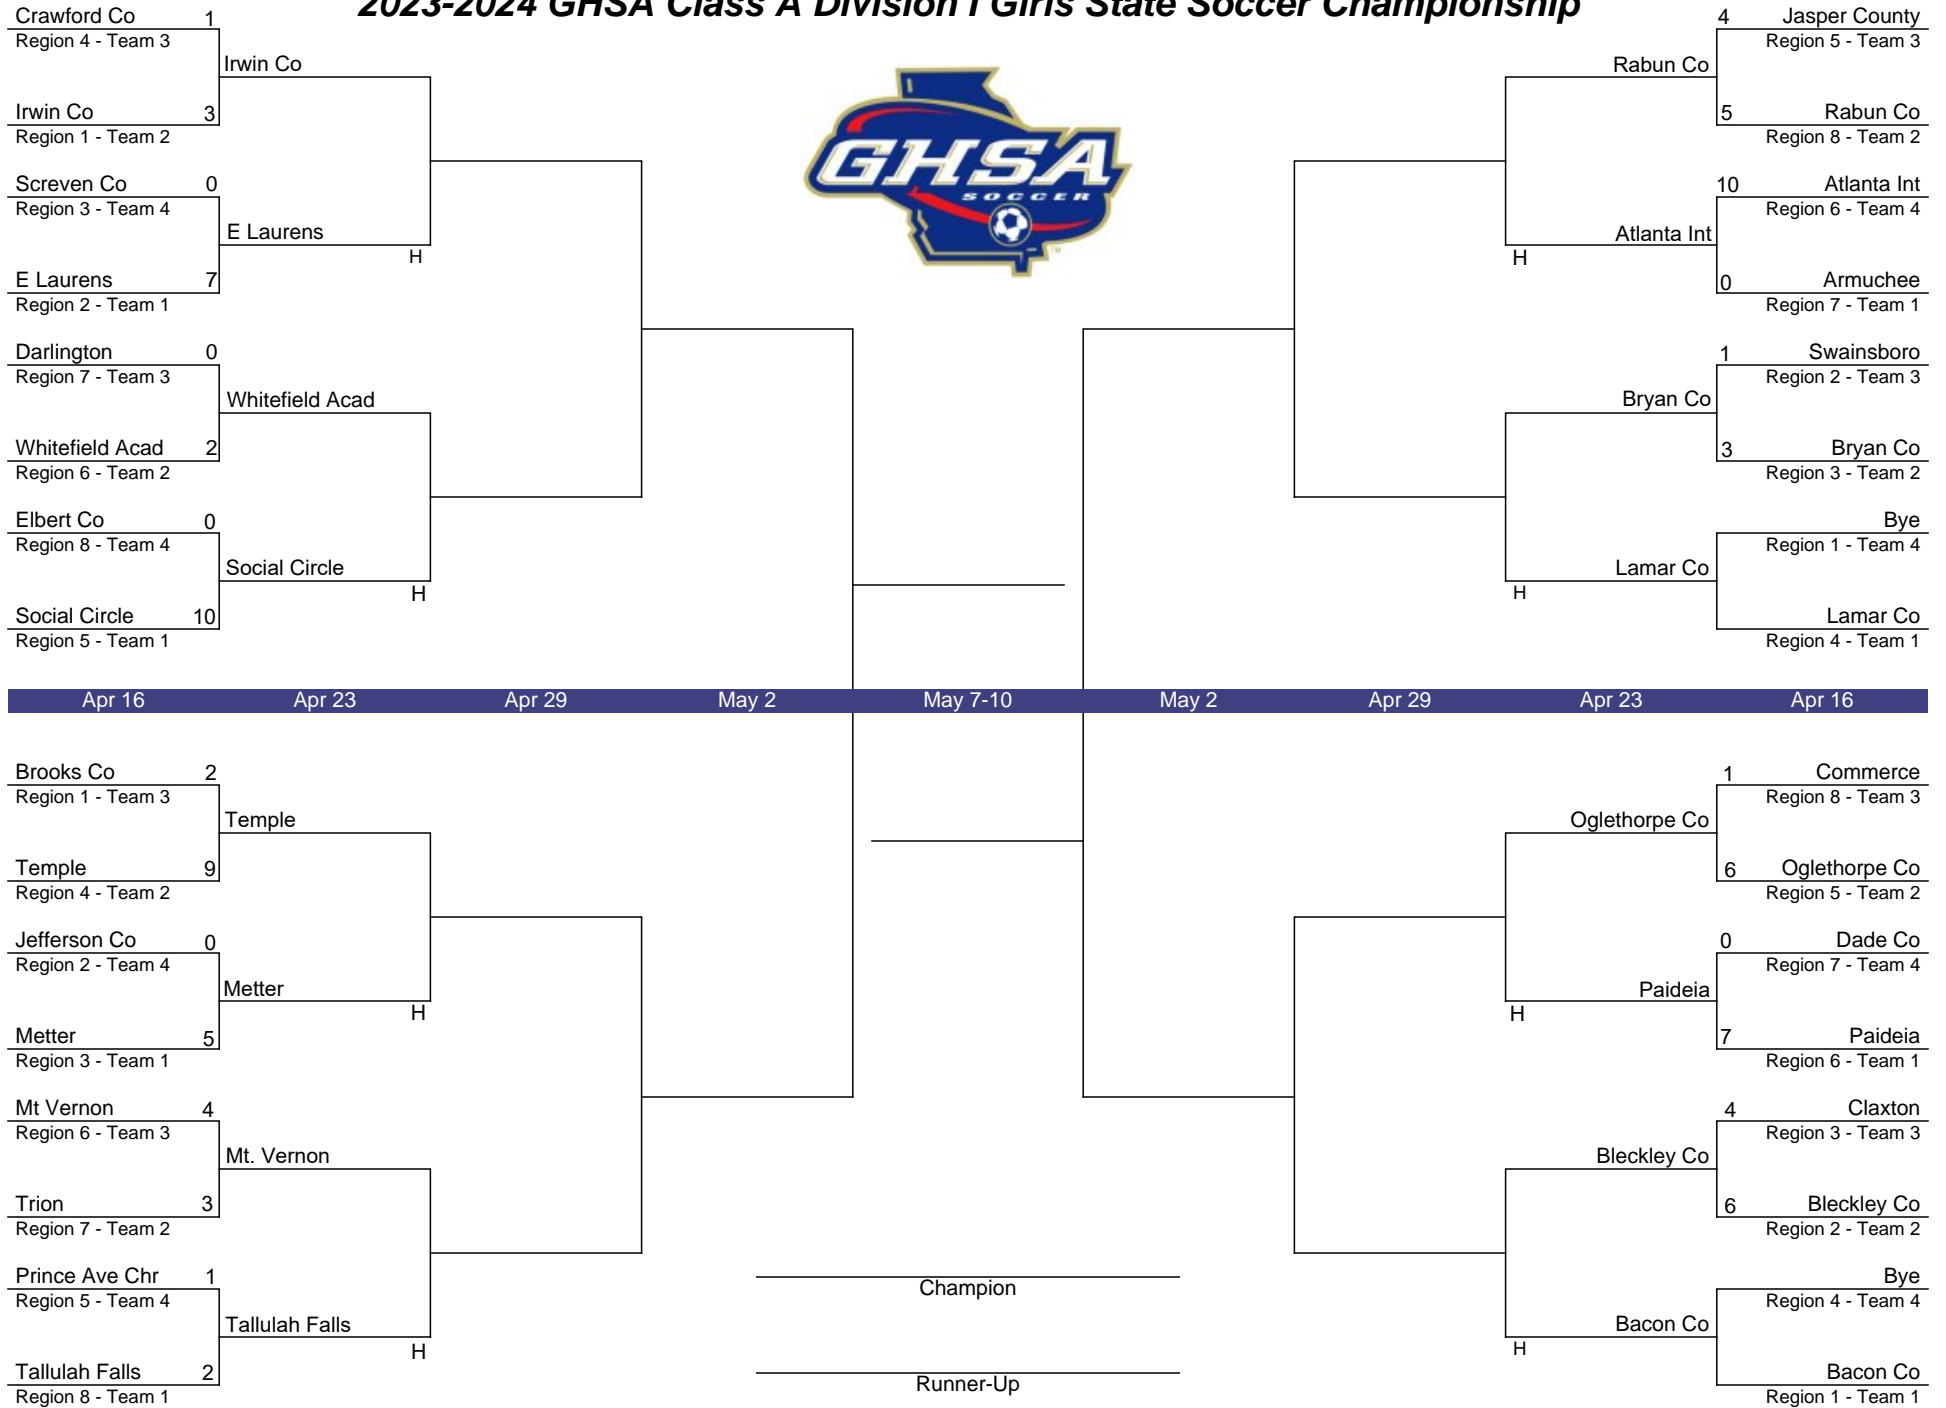 2023-2024 GHSA Class A Division I Girls State Soccer Championship
GHSA
SOCCER
TM
Crawford Co 1
Region 4 - Team 3
Irwin Co
Irwin Co 3
Region 1 - Team 2
Screven Co 0
Region 3 - Team 4
E Laurens
H
E Laurens 7
Region 2 - Team 1
Darlington 0
Region 7 - Team 3
Whitefield Acad
Whitefield Acad 2
Region 6 - Team 2
Elbert Co 0
Region 8 - Team 4
Social Circle
H
Social Circle 10
Region 5 - Team 1
4 Jasper County
Region 5 - Team 3
Rabun Co
5 Rabun Co
Region 8 - Team 2
10 Atlanta Int
Region 6 - Team 4
Atlanta Int
H
0 Armuchee
Region 7 - Team 1
1 Swainsboro
Region 2 - Team 3
Bryan Co
3 Bryan Co
Region 3 - Team 2
Bye
Region 1 - Team 4
Lamar Co
H
Lamar Co
Region 4 - Team 1
Apr 16 Apr 23 Apr 29 May 2 May 7-10 May 2 Apr 29 Apr 23 Apr 16
Brooks Co 2
Region 1 - Team 3
Temple
Temple 9
Region 4 - Team 2
Jefferson Co 0
Region 2 - Team 4
Metter
H
Metter 5
Region 3 - Team 1
Mt Vernon 4
Region 6 - Team 3
Mt. Vernon
Trion 3
Region 7 - Team 2
Prince Ave Chr 1
Region 5 - Team 4
Tallulah Falls
H
Tallulah Falls 2
Region 8 - Team 1
Champion
Runner-Up
1 Commerce
Region 8 - Team 3
Oglethorpe Co
6 Oglethorpe Co
Region 5 - Team 2
0 Dade Co
Region 7 - Team 4
Paideia
H
7 Paideia
Region 6 - Team 1
4 Claxton
Region 3 - Team 3
Bleckley Co
6 Bleckley Co
Region 2 - Team 2
Bye
Region 4 - Team 4
Bacon Co
H
Bacon Co
Region 1 - Team 1